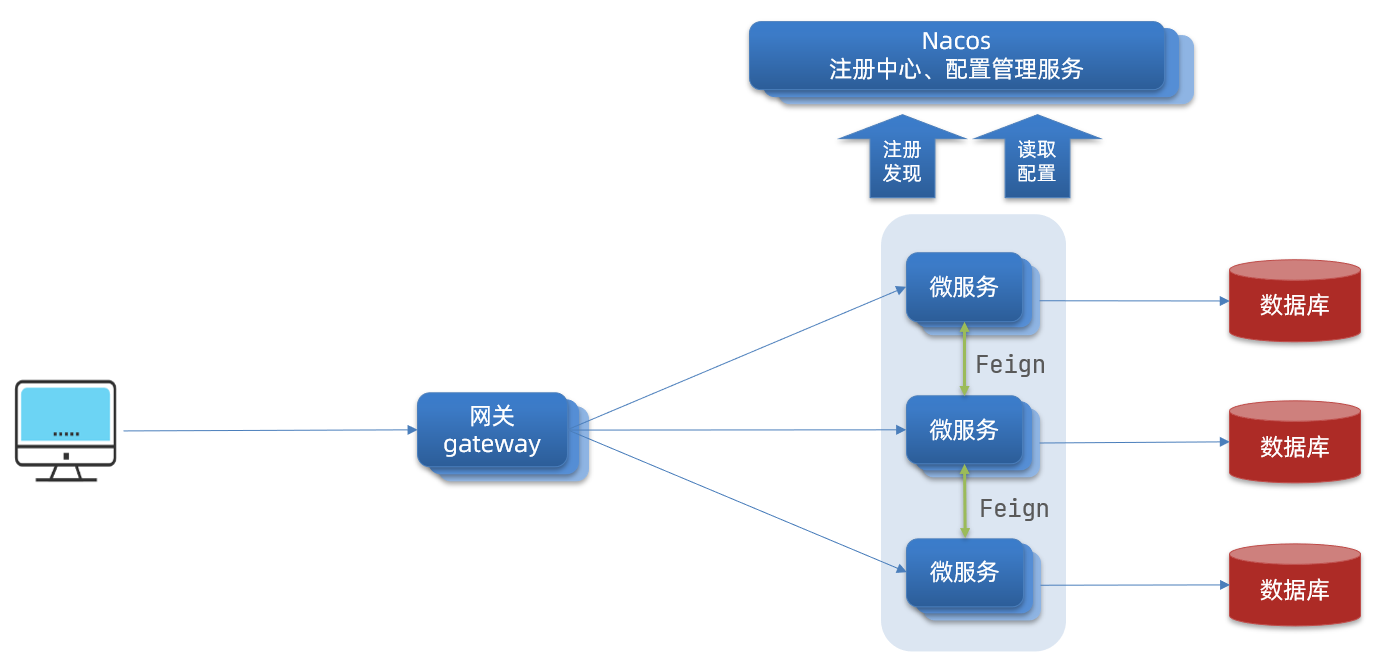 Nacos
注册中心、配置管理服务
注册
发现
读取
配置
微服务
数据库
Feign
网关
gateway
微服务
数据库
Feign
微服务
数据库